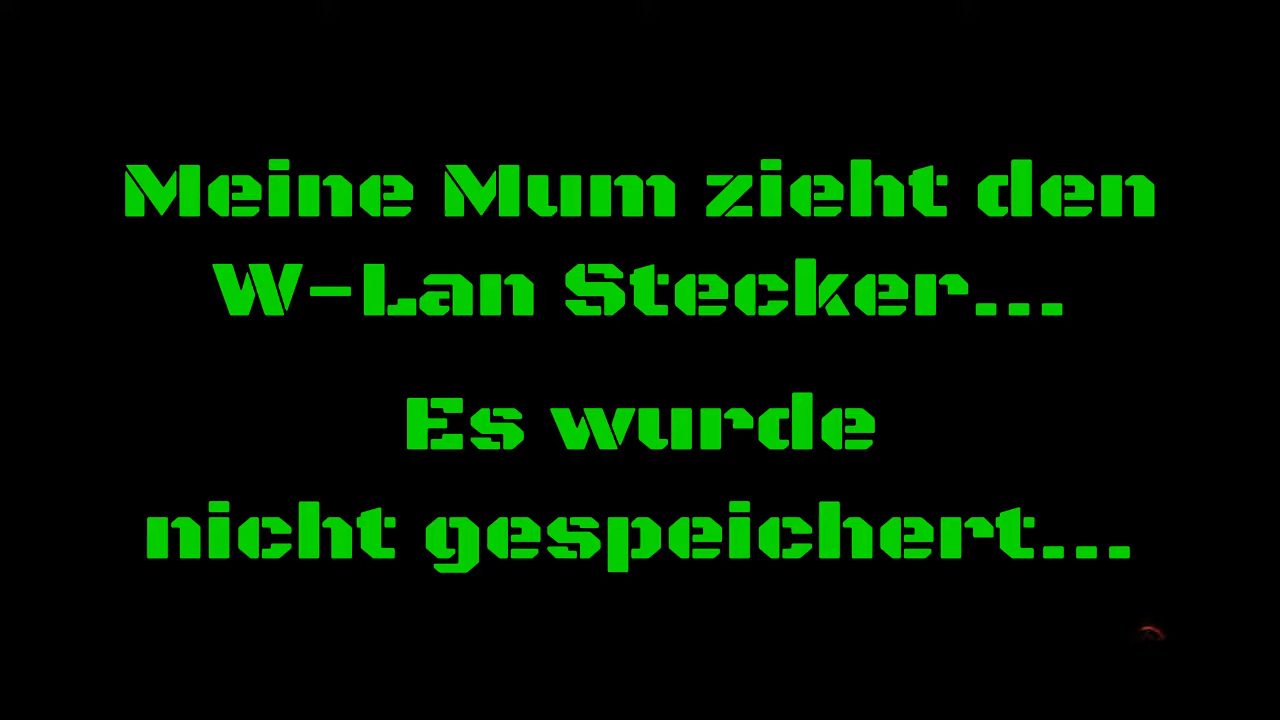 Meine Mum zieht den
W-Lan Stecker...
Es wurde
nicht gespeichert...